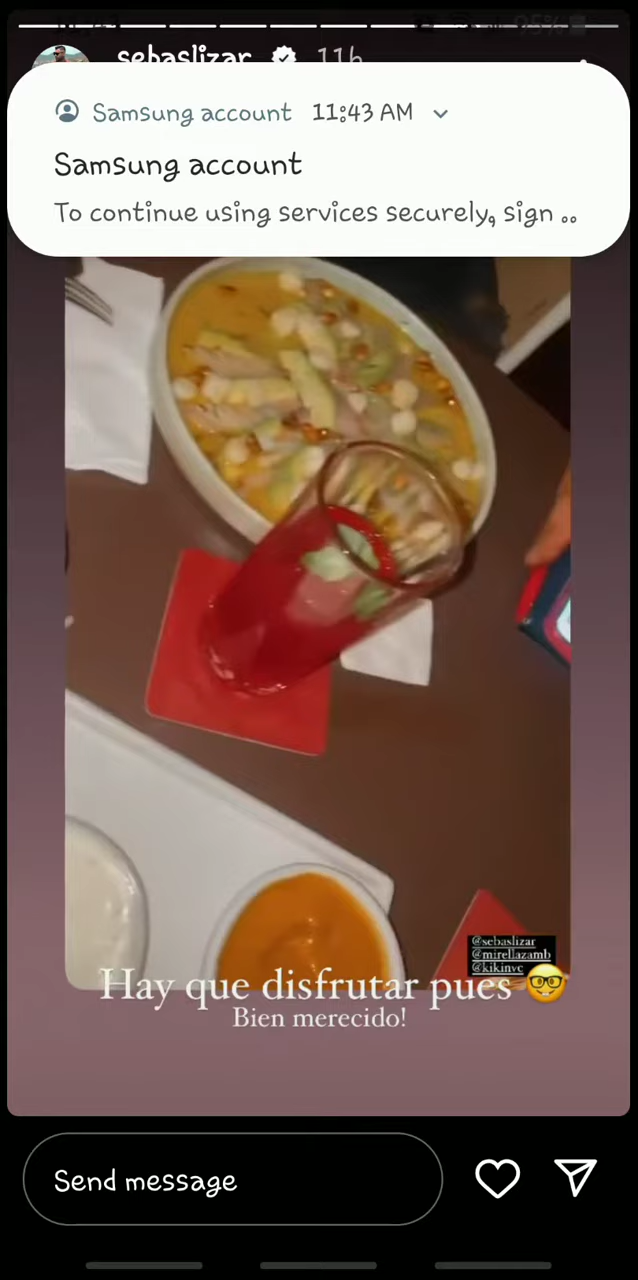 95%
sebaslizar 11h
Samsung account 11:43 AM
Samsung account
To continue using services securely, sign ..
@sebaslizar
@mirellazamb
@kikinvc
Hay que disfrutar pues 🤓
Bien merecido!
Send message